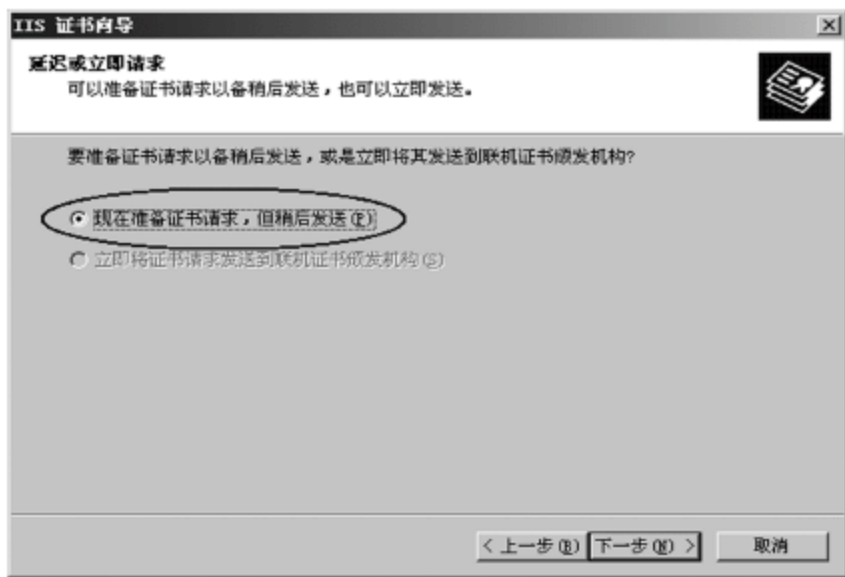 IIS 证书向导
延迟或立即请求
可以准备证书请求以备稍后发送，也可以立即发送。
要准备证书请求以备稍后发送，或是立即将其发送到联机证书颁发机构?
现在准备证书请求，但稍后发送(P)
立即将证书请求发送到联机证书颁发机构(S)
< 上一步(B) 下一步(N) > 取消